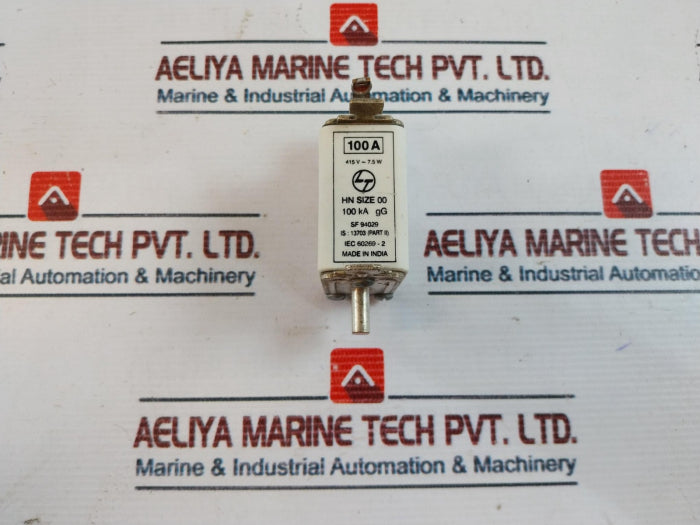 AELIYA MARINE TECH PVT. LTD.
Marine & Industrial Automation & Machinery
100 A
415 V ~ 7.5 W
LT
HN SIZE 00
100 kA gG
SF 94029
IS : 13703 (PART II)
IEC 60269 - 2
MADE IN INDIA
INE TECH PVT. LTD.
Industrial Automation & Machinery
AELIYA MARINE TECH
Marine & Industrial Automation
AELIYA MARINE TECH PVT. LTD.
Marine & Industrial Automation & Machinery